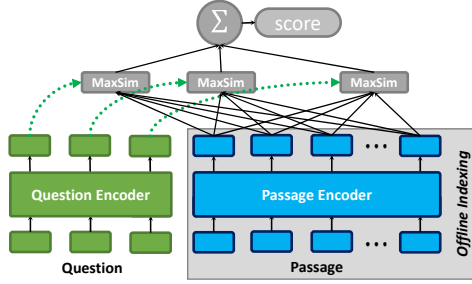 Σ
score
MaxSim
MaxSim
MaxSim
Question Encoder
Passage Encoder
Offline Indexing
Question
Passage